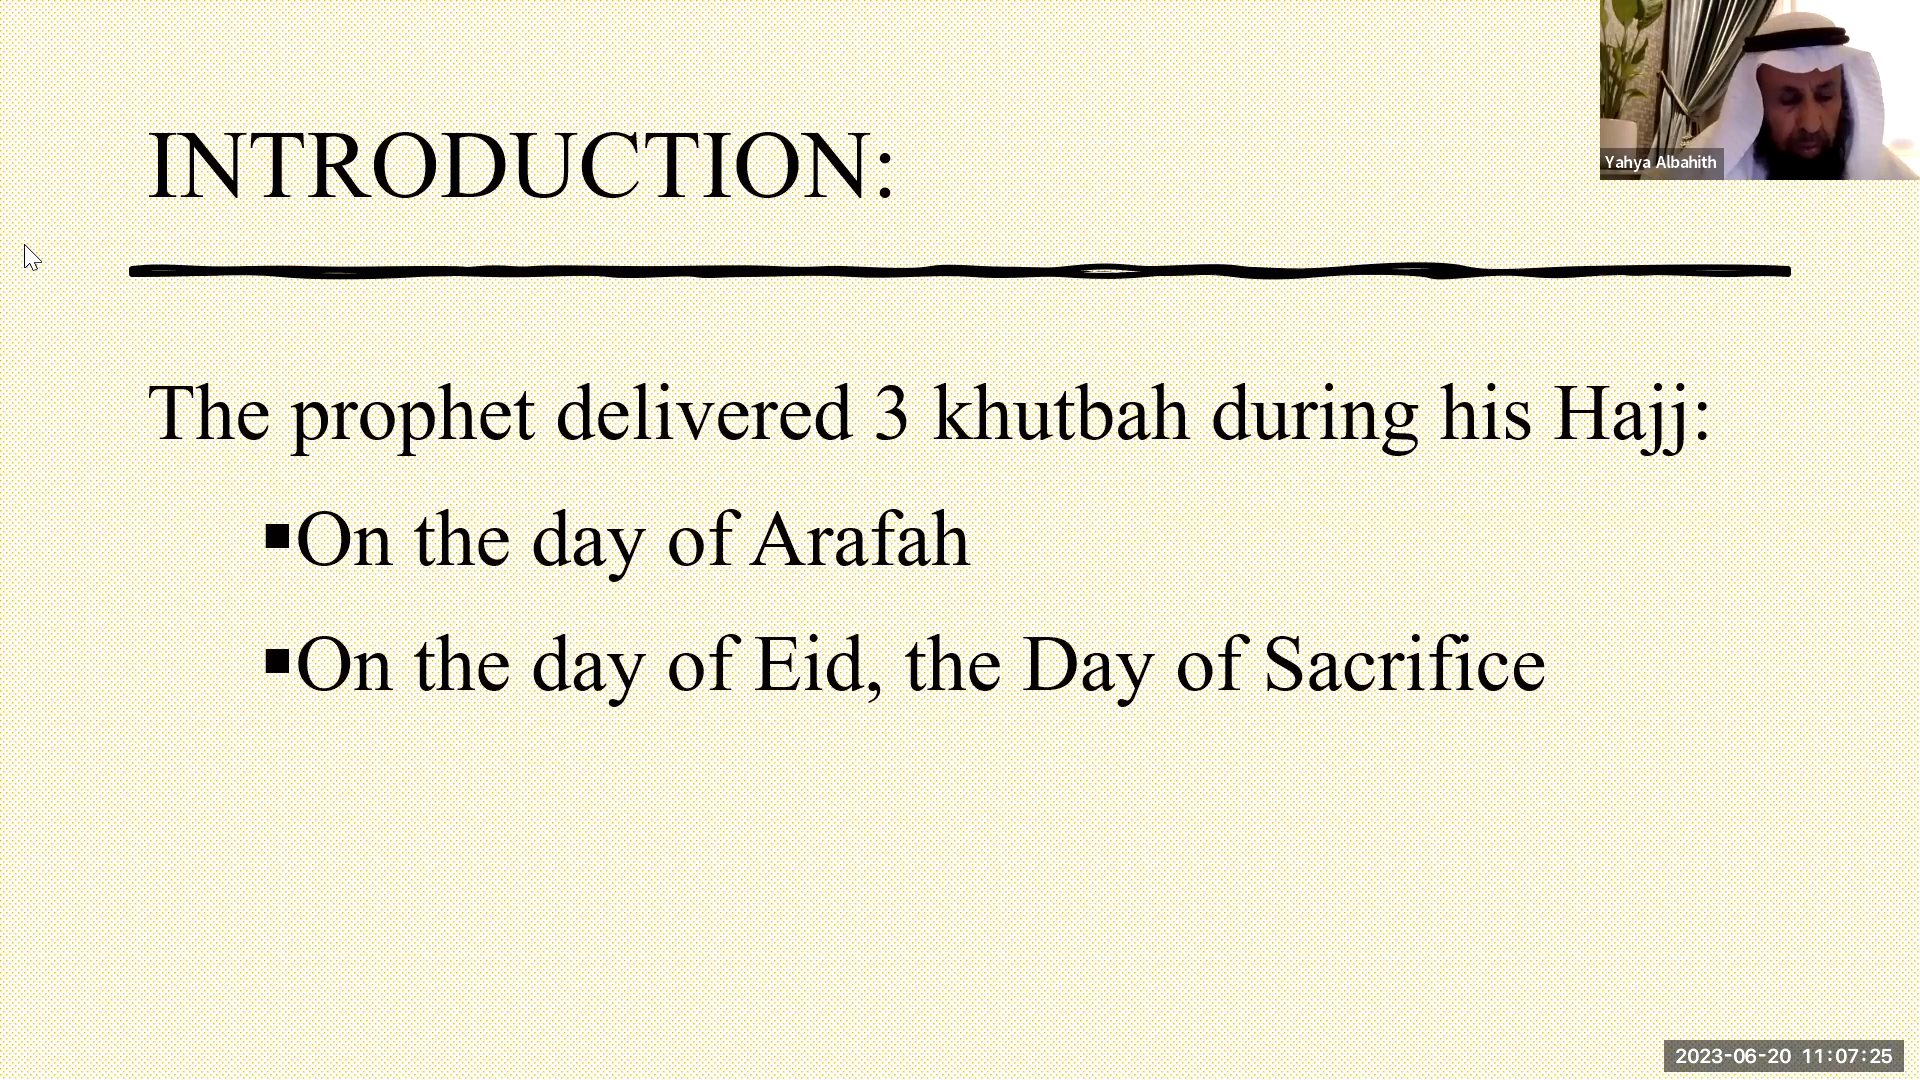 Yahya Albahith
INTRODUCTION:
The prophet delivered 3 khutbah during his Hajj:
▪On the day of Arafah
▪On the day of Eid, the Day of Sacrifice
2023-06-20 11:07:25